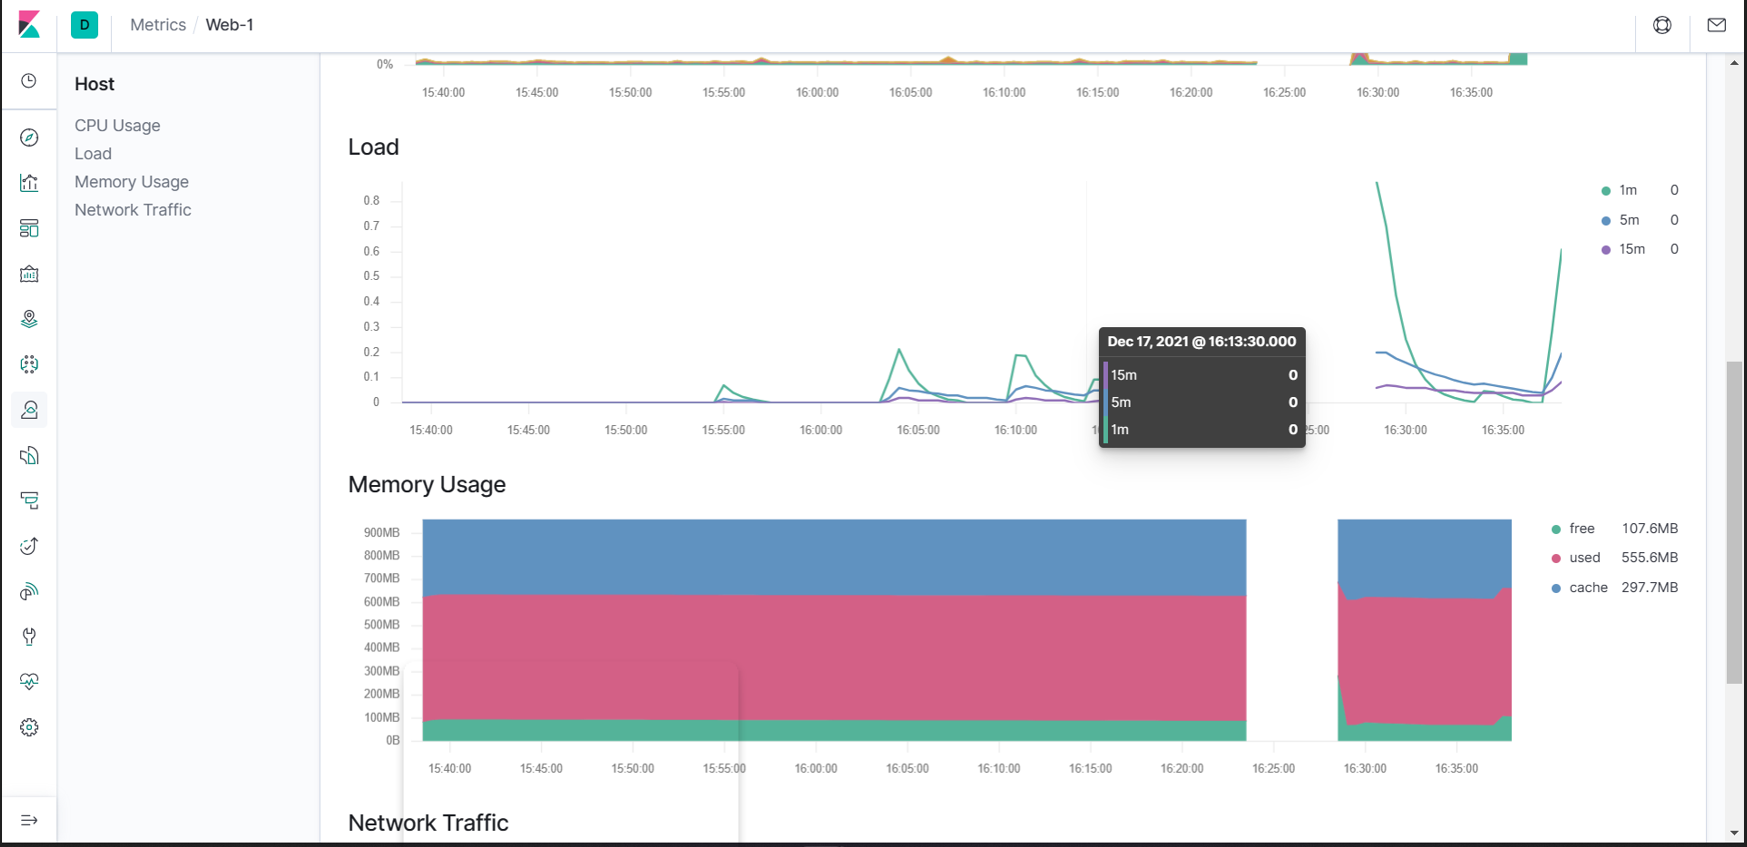 D Metrics / Web-1
Host
CPU Usage
Load
Memory Usage
Network Traffic
0%
15:40:00 15:45:00 15:50:00 15:55:00 16:00:00 16:05:00 16:10:00 16:15:00 16:20:00 16:25:00 16:30:00 16:35:00
Load
0.8
0.7
0.6
0.5
0.4
0.3
0.2
0.1
0
15:40:00 15:45:00 15:50:00 15:55:00 16:00:00 16:05:00 16:10:00 25:00 16:30:00 16:35:00
1m 0
5m 0
15m 0
Dec 17, 2021 @ 16:13:30.000
15m 0
5m 0
1m 0
Memory Usage
900MB
800MB
700MB
600MB
500MB
400MB
300MB
200MB
100MB
0B
15:40:00 15:45:00 15:50:00 15:55:00 16:00:00 16:05:00 16:10:00 16:15:00 16:20:00 16:25:00 16:30:00 16:35:00
free 107.6MB
used 555.6MB
cache 297.7MB
Network Traffic